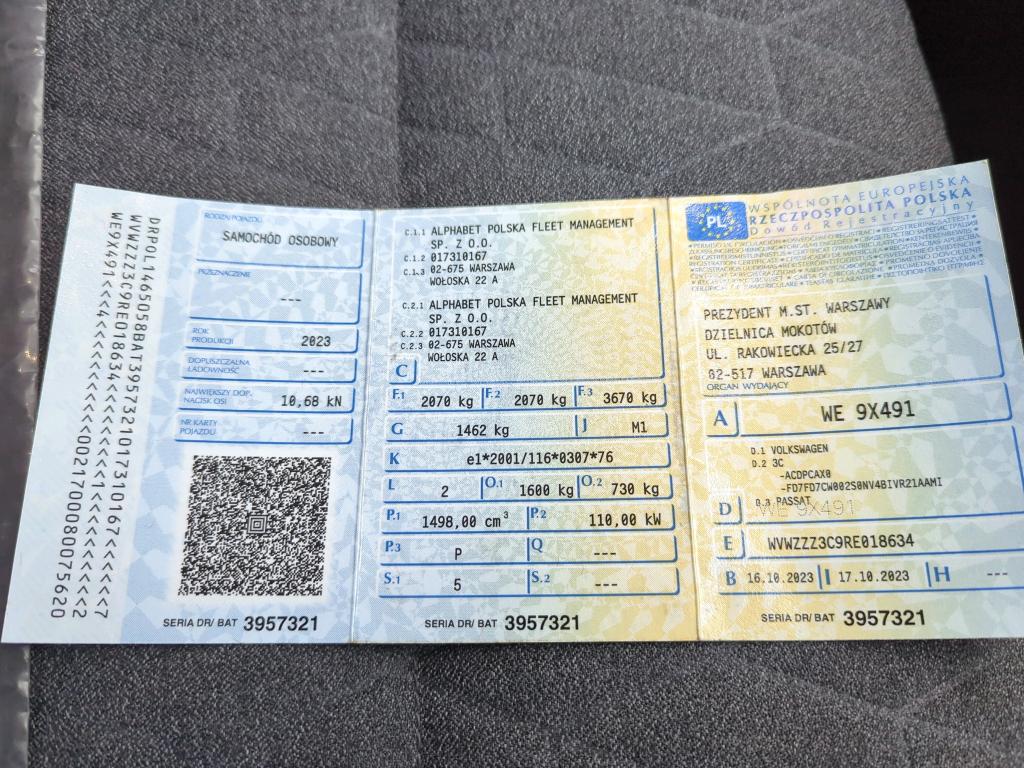 DRPOL1465058BAT3957321017310167<<<<<<7
WVWZZZ3C9RE018634<<<<<<<<<<1<<<<<<<<<2
WE9X491<<<4<<<<<<<<<<<0021700080075620
RODZAJ POJAZDU
SAMOCHÓD OSOBOWY
PRZEZNACZENIE
---
ROK PRODUKCJI
2023
DOPUSZCZALNA ŁADOWNOŚĆ
---
NAJWIĘKSZY DOP. NACISK OSI
10,68 kN
NR KARTY POJAZDU
---
SERIA DR/ BAT 3957321
C.1.1 ALPHABET POLSKA FLEET MANAGEMENT
SP. Z O.O.
C.1.2 017310167
C.1.3 02-675 WARSZAWA
WOŁOSKA 22 A
C.2.1 ALPHABET POLSKA FLEET MANAGEMENT
SP. Z O.O.
C.2.2 017310167
C.2.3 02-675 WARSZAWA
WOŁOSKA 22 A
C
F.1 2070 kg F.2 2070 kg F.3 3670 kg
G 1462 kg J M1
K e1*2001/116*0307*76
L 2 O.1 1600 kg O.2 730 kg
P.1 1498,00 cm³ P.2 110,00 kW
P.3 P Q ---
S.1 5 S.2 ---
SERIA DR/ BAT 3957321
PL
WSPÓLNOTA EUROPEJSKA
RZECZPOSPOLITA POLSKA
Dowód Rejestracyjny
PREZYDENT M.ST. WARSZAWY
DZIELNICA MOKOTÓW
UL. RAKOWIECKA 25/27
02-517 WARSZAWA
ORGAN WYDAJĄCY
A WE 9X491
D.1 VOLKSWAGEN
D.2 3C
-ACDPCAX0
-FD7FD7CW002S0NV4BIVR21AAMI
D.3 PASSAT
D WE 9X491
E WVWZZZ3C9RE018634
B 16.10.2023 I 17.10.2023 H ---
SERIA DR/ BAT 3957321